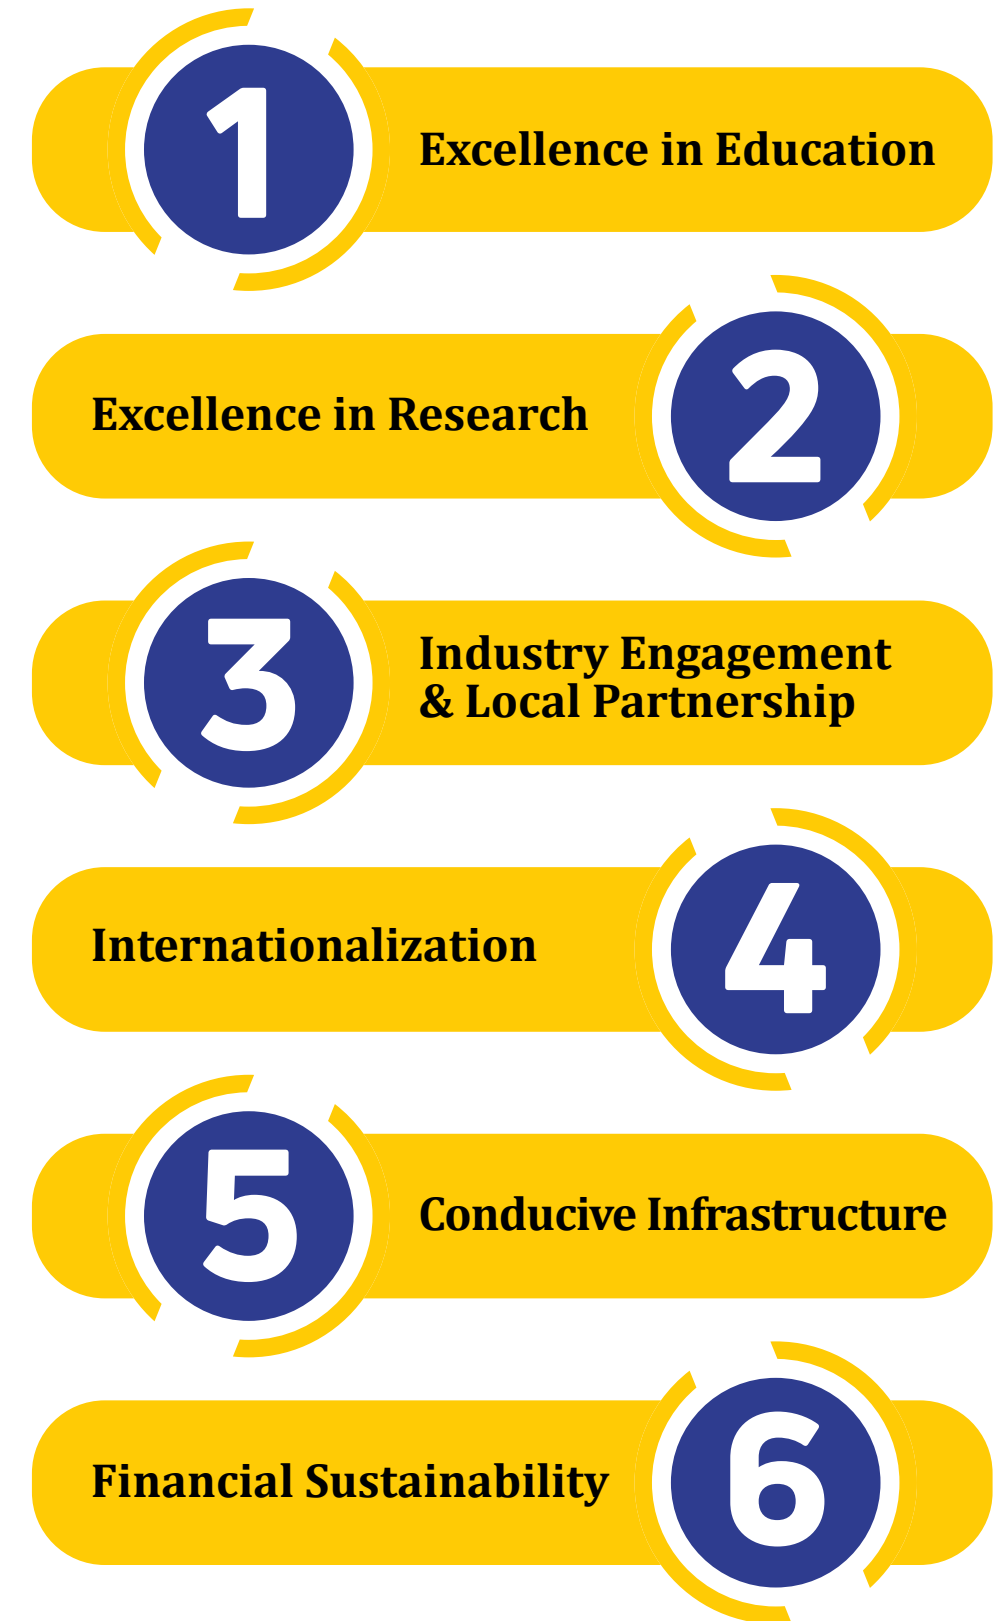 1
Excellence in Education
Excellence in Research
2
3
Industry Engagement
& Local Partnership
Internationalization
4
5
Conducive Infrastructure
Financial Sustainability
6